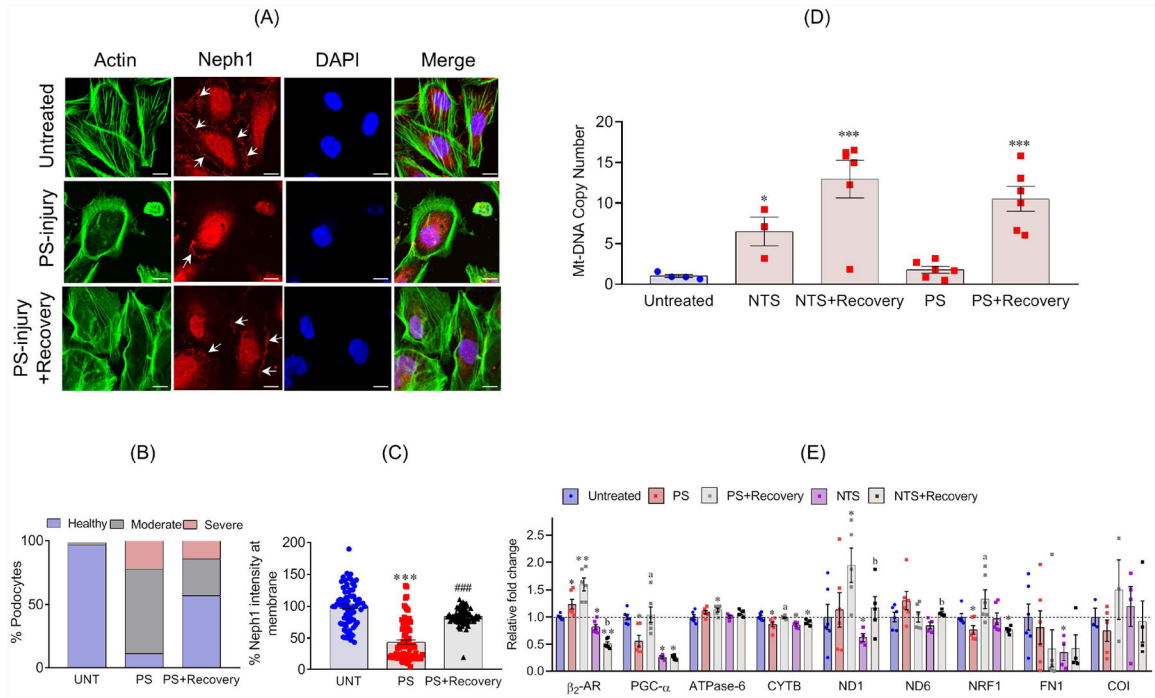 (A)
Actin Neph1 DAPI Merge
Untreated
PS-injury
PS-injury
+Recovery
(D)
Mt-DNA Copy Number
20
15
10
5
0
*
***
***
Untreated NTS NTS+Recovery PS PS+Recovery
(B)
Healthy Moderate Severe
% Podocytes
100
50
0
UNT PS PS+Recovery
(C)
% Neph1 intensity at
membrane
200
150
100
50
0
***
###
UNT PS PS+Recovery
(E)
Untreated PS PS+Recovery NTS NTS+Recovery
Relative fold change
2.5
2.0
1.5
1.0
0.5
0.0
* ** * b **
* a * *
*
* a * *
* * b
b
* a *
*
β2-AR PGC-α ATPase-6 CYTB ND1 ND6 NRF1 FN1 COI